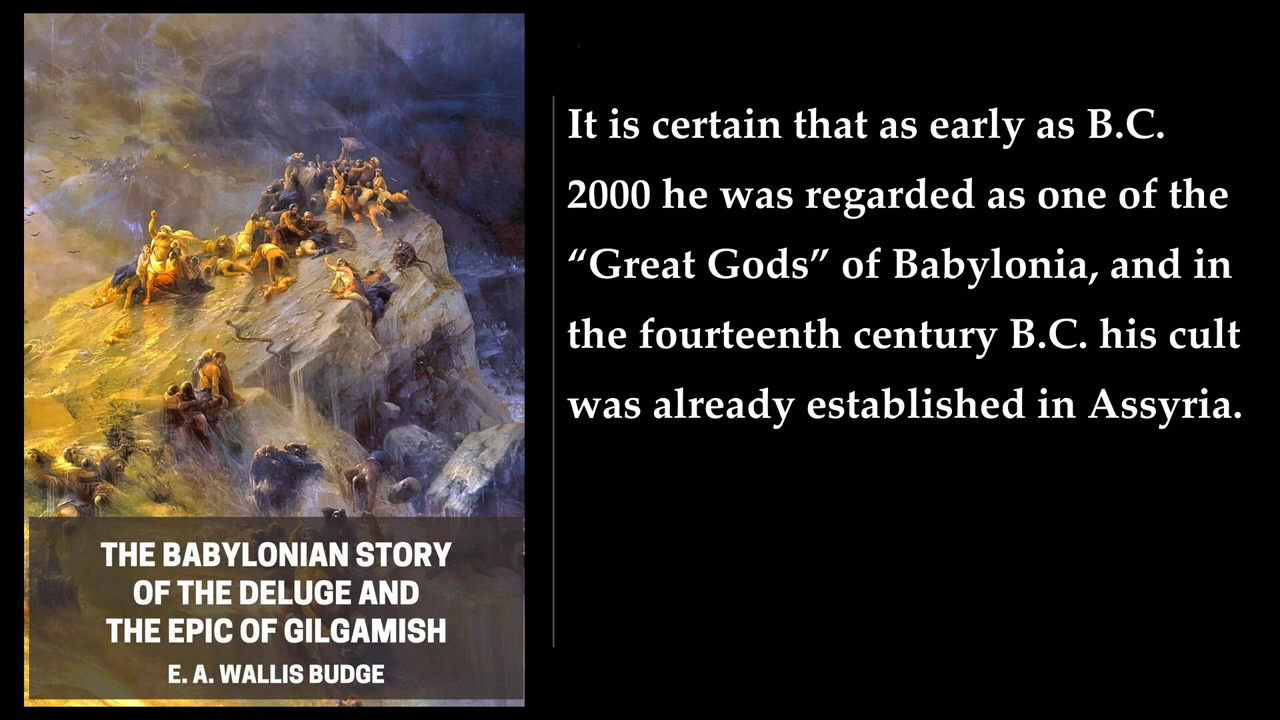 It is certain that as early as B.C.
2000 he was regarded as one of the
“Great Gods” of Babylonia, and in
the fourteenth century B.C. his cult
was already established in Assyria.
THE BABYLONIAN STORY
OF THE DELUGE AND
THE EPIC OF GILGAMISH
E. A. WALLIS BUDGE